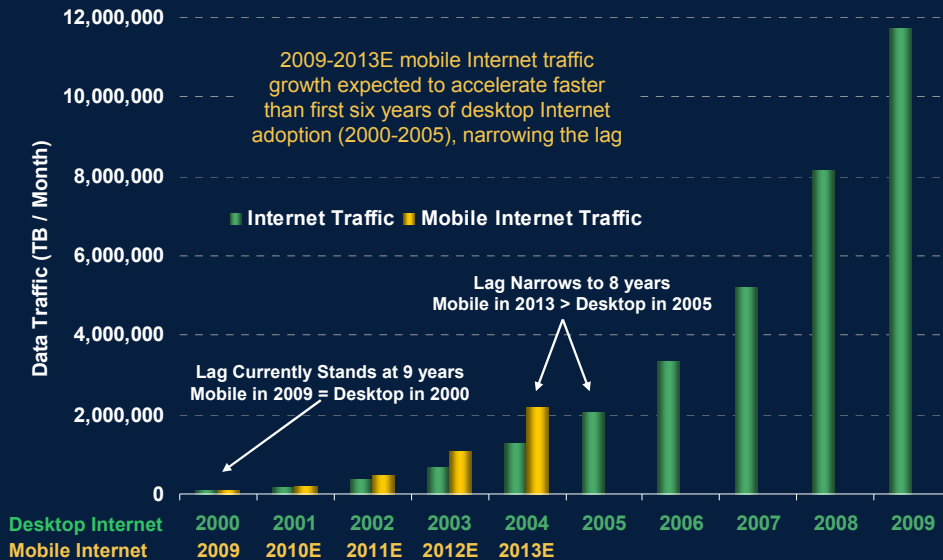 12,000,000
2009-2013E mobile Internet traffic
growth expected to accelerate faster
than first six years of desktop Internet
adoption (2000-2005), narrowing the lag
10,000,000
8,000,000
Internet Traffic Mobile Internet Traffic
6,000,000
Data Traffic (TB / Month)
Lag Narrows to 8 years
Mobile in 2013 > Desktop in 2005
4,000,000
Lag Currently Stands at 9 years
Mobile in 2009 = Desktop in 2000
2,000,000
0
Desktop Internet 2000 2001 2002 2003 2004 2005 2006 2007 2008 2009
Mobile Internet 2009 2010E 2011E 2012E 2013E